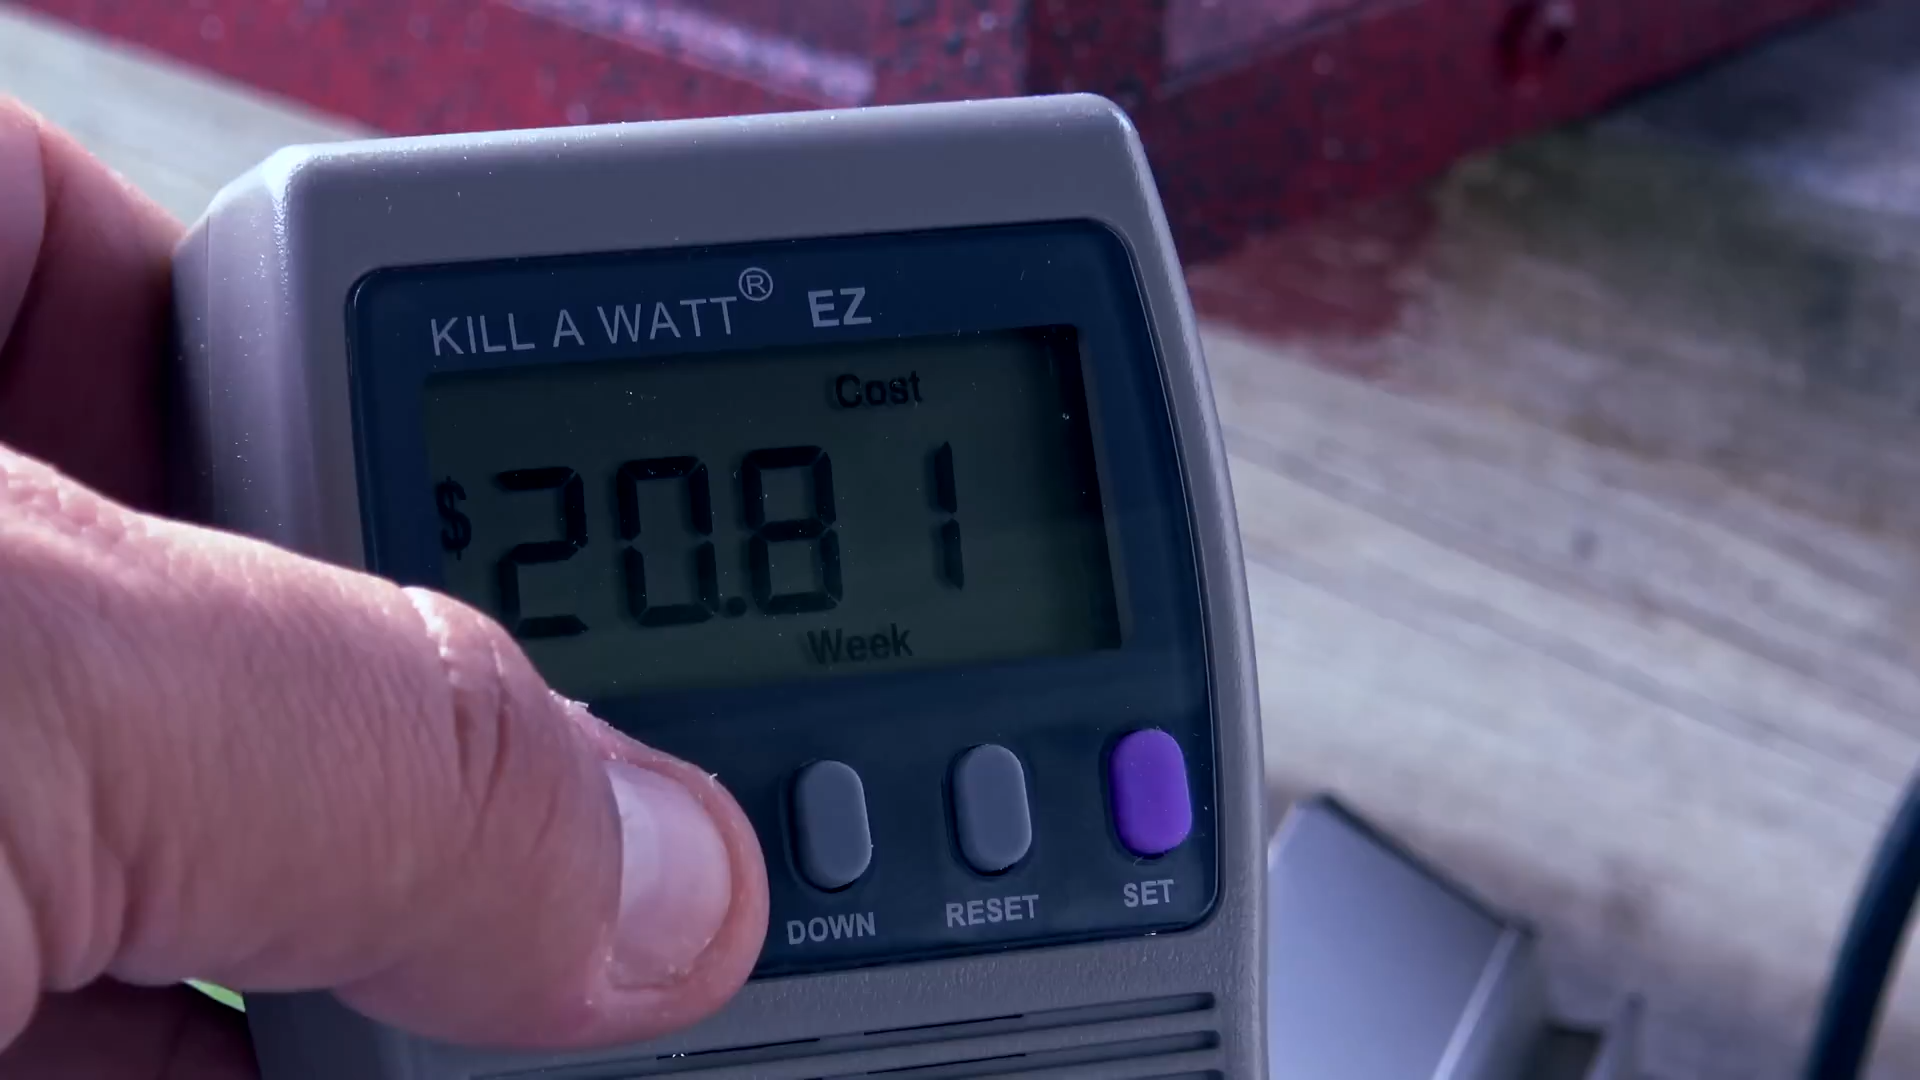 KILL A WATT® EZ
Cost
$20.81
Week
DOWN RESET SET